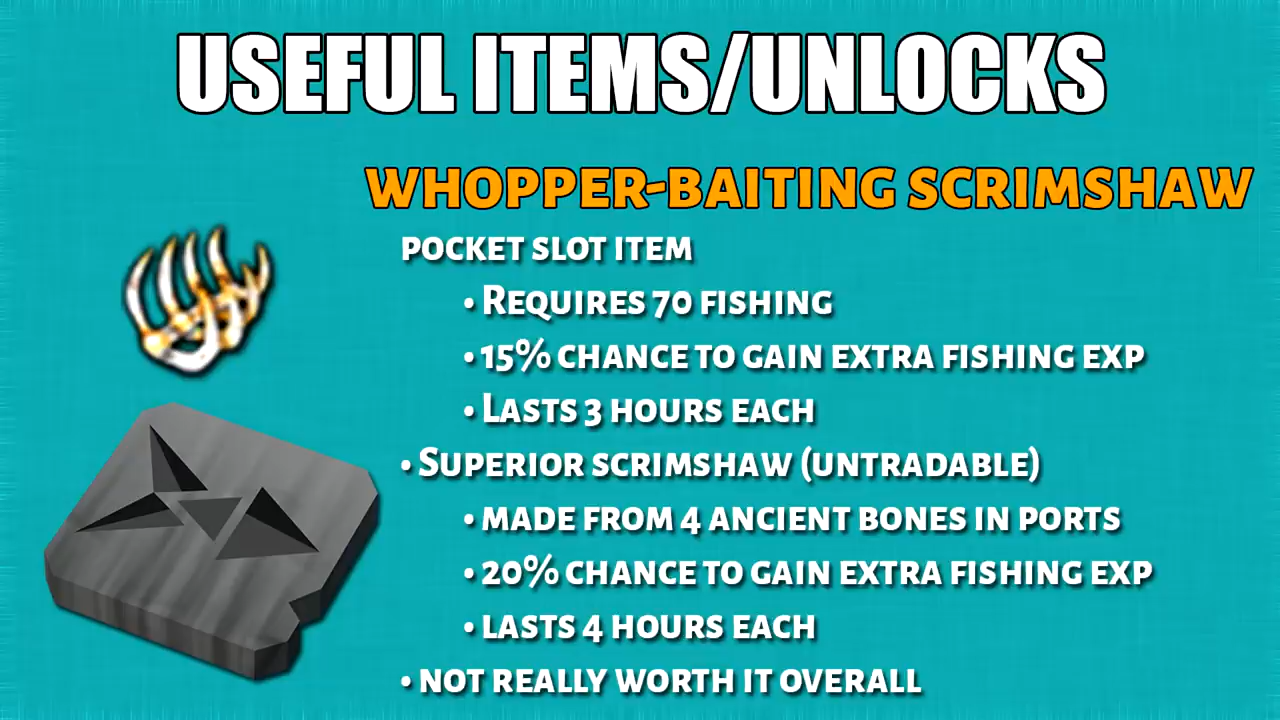 USEFUL ITEMS/UNLOCKS
WHOPPER-BAITING SCRIMSHAW
POCKET SLOT ITEM
• REQUIRES 70 FISHING
• 15% CHANCE TO GAIN EXTRA FISHING EXP
• LASTS 3 HOURS EACH
• SUPERIOR SCRIMSHAW (UNTRADABLE)
• MADE FROM 4 ANCIENT BONES IN PORTS
• 20% CHANCE TO GAIN EXTRA FISHING EXP
• LASTS 4 HOURS EACH
• NOT REALLY WORTH IT OVERALL